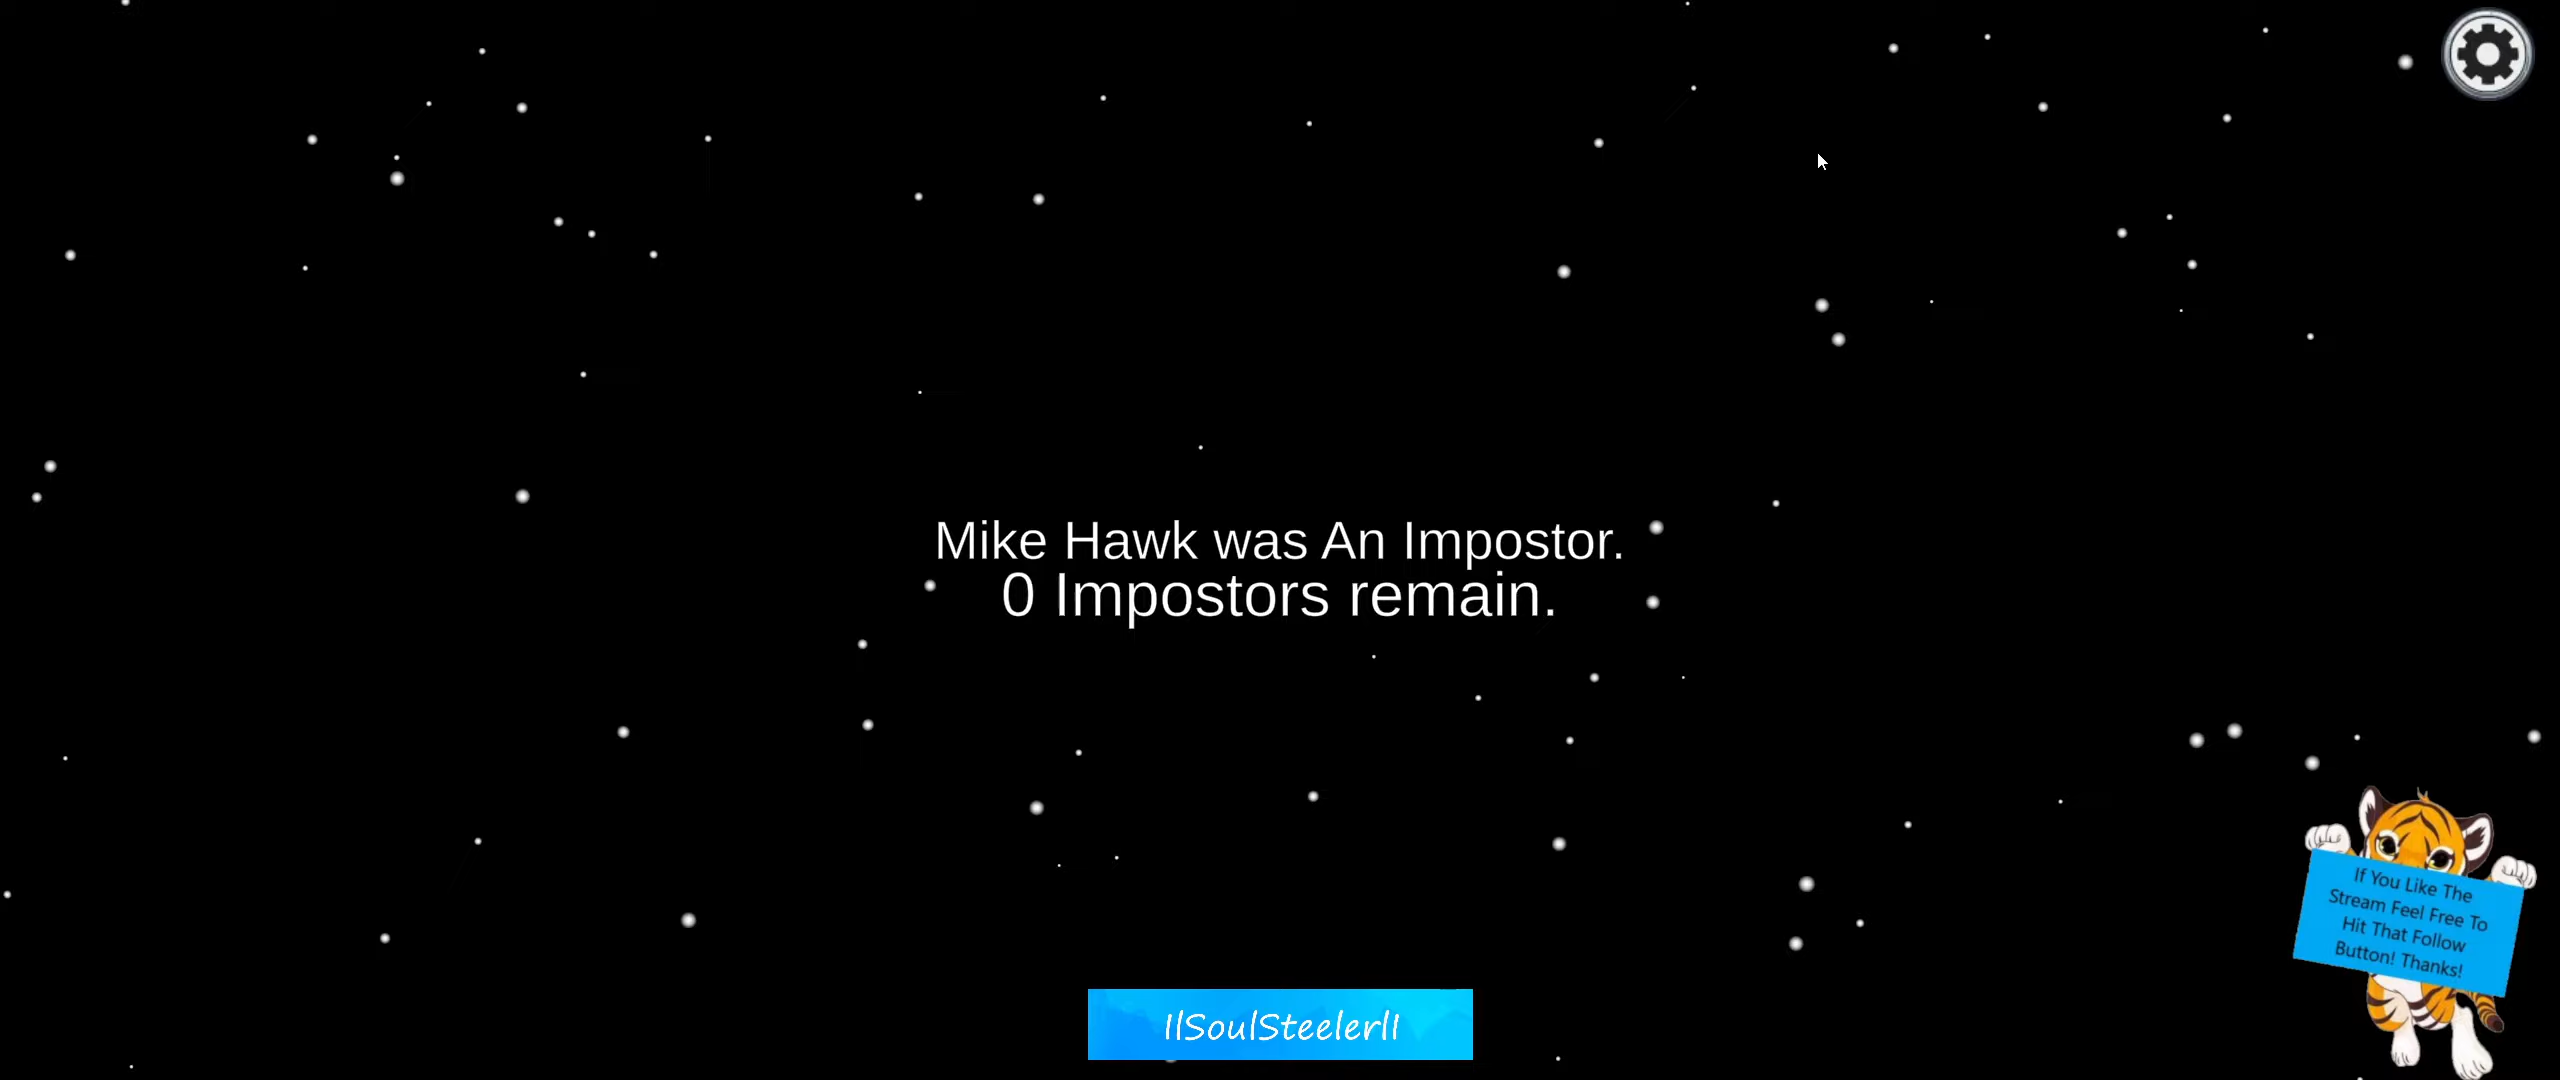 Mike Hawk was An Impostor.
0 Impostors remain.
If You Like The
Stream Feel Free To
Hit That Follow
Button! Thanks!
IlSoulSteelerlI